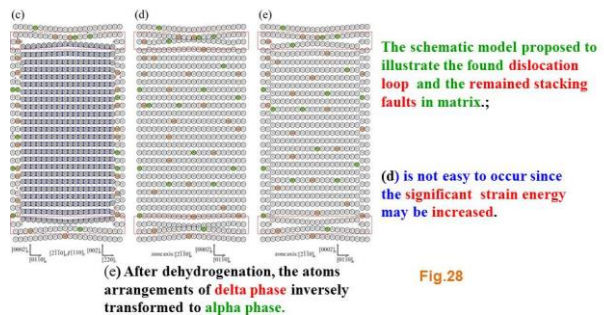 (c)
(d)
(e)
The schematic model proposed to
illustrate the found dislocation
loop and the remained stacking
faults in matrix.;
(d) is not easy to occur since
the significant strain energy
may be increased.
(e) After dehydrogenation, the atoms
arrangements of delta phase inversely
transformed to alpha phase.
Fig.28